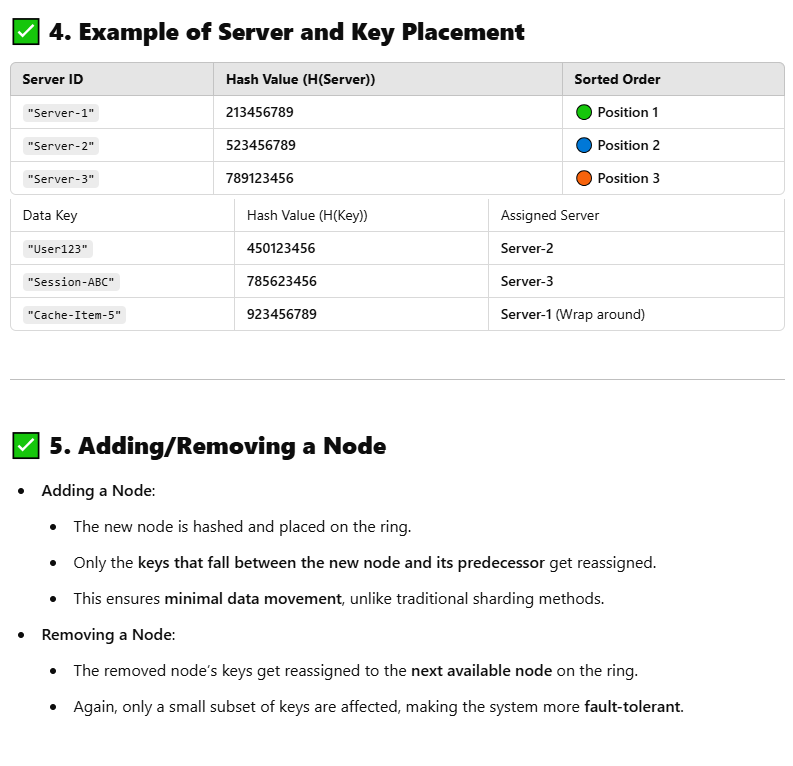 ✅ 4. Example of Server and Key Placement
Server ID Hash Value (H(Server)) Sorted Order
"Server-1" 213456789 🟢 Position 1
"Server-2" 523456789 🔵 Position 2
"Server-3" 789123456 🟠 Position 3
Data Key Hash Value (H(Key)) Assigned Server
"User123" 450123456 Server-2
"Session-ABC" 785623456 Server-3
"Cache-Item-5" 923456789 Server-1 (Wrap around)
✅ 5. Adding/Removing a Node
• Adding a Node:
• The new node is hashed and placed on the ring.
• Only the keys that fall between the new node and its predecessor get reassigned.
• This ensures minimal data movement, unlike traditional sharding methods.
• Removing a Node:
• The removed node's keys get reassigned to the next available node on the ring.
• Again, only a small subset of keys are affected, making the system more fault-tolerant.